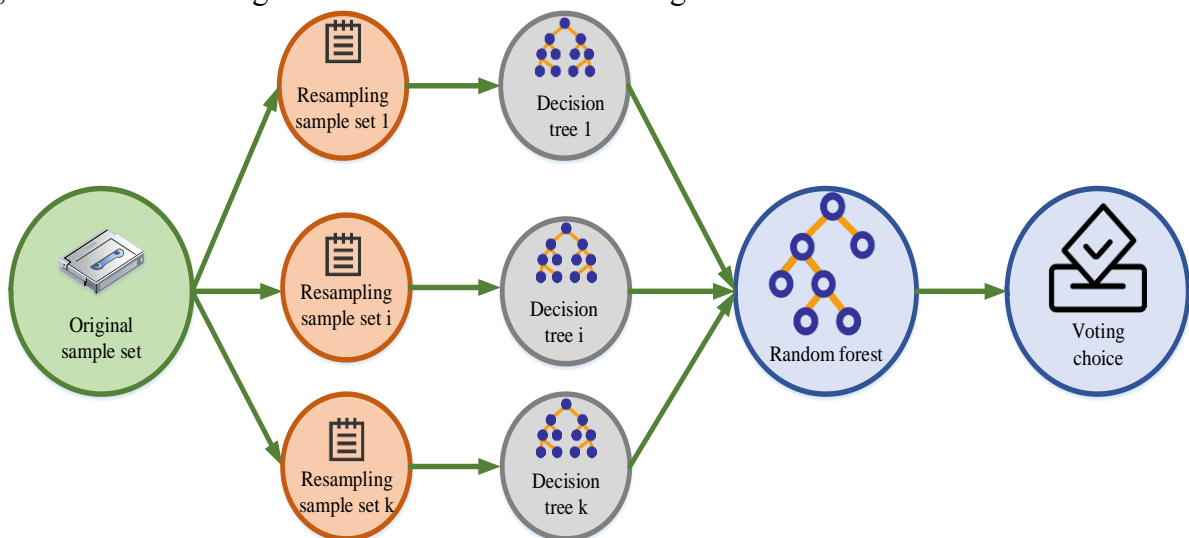 Resampling
sample set 1
Decision
tree 1
Original
sample set
Resampling
sample set i
Decision
tree i
Random forest
Voting
choice
Resampling
sample set k
Decision
tree k